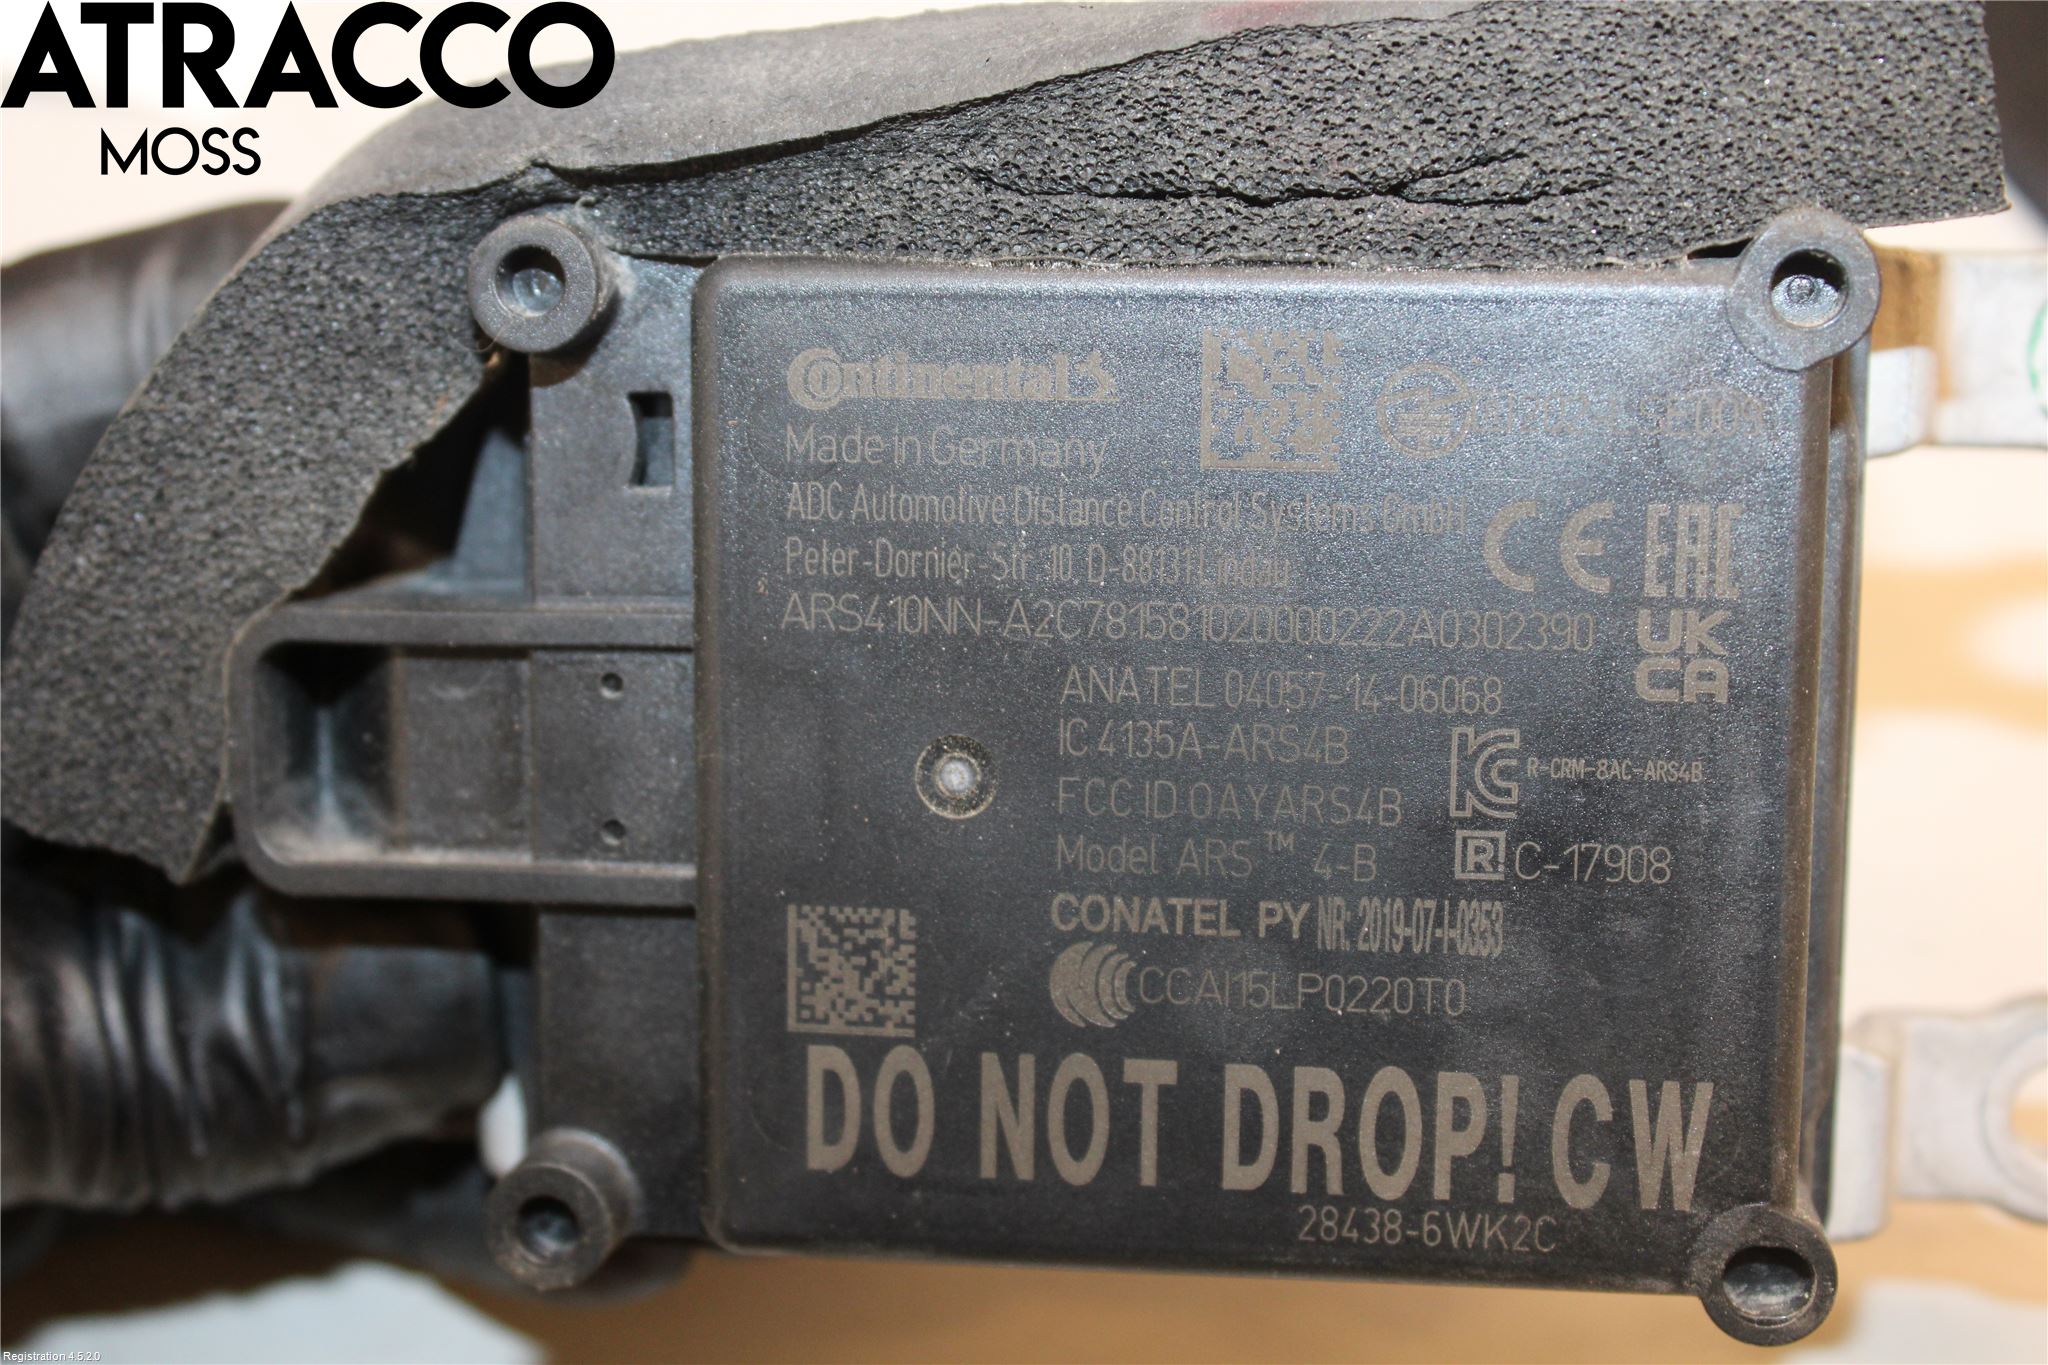 ATRACCO
MOSS
Continental
Made in Germany
ADC Automotive Distance Control Systems GmbH
Peter-Dornier-Str. 10, D-88131 Lindau
CE EAC
ARS410NN-A2C7815810200000222A0302390
UK
CA
ANATEL 04057-14-06068
IC 4135A-ARS4B
R-CRM-8AC-ARS4B
FCC ID OAYARS4B
Model ARS™ 4-B
R C-17908
CONATEL PY NR: 2019-07-I-0353
CCAI15LP0220T0
DO NOT DROP! CW
28438-6WK2C
Registration 4.5.2.0